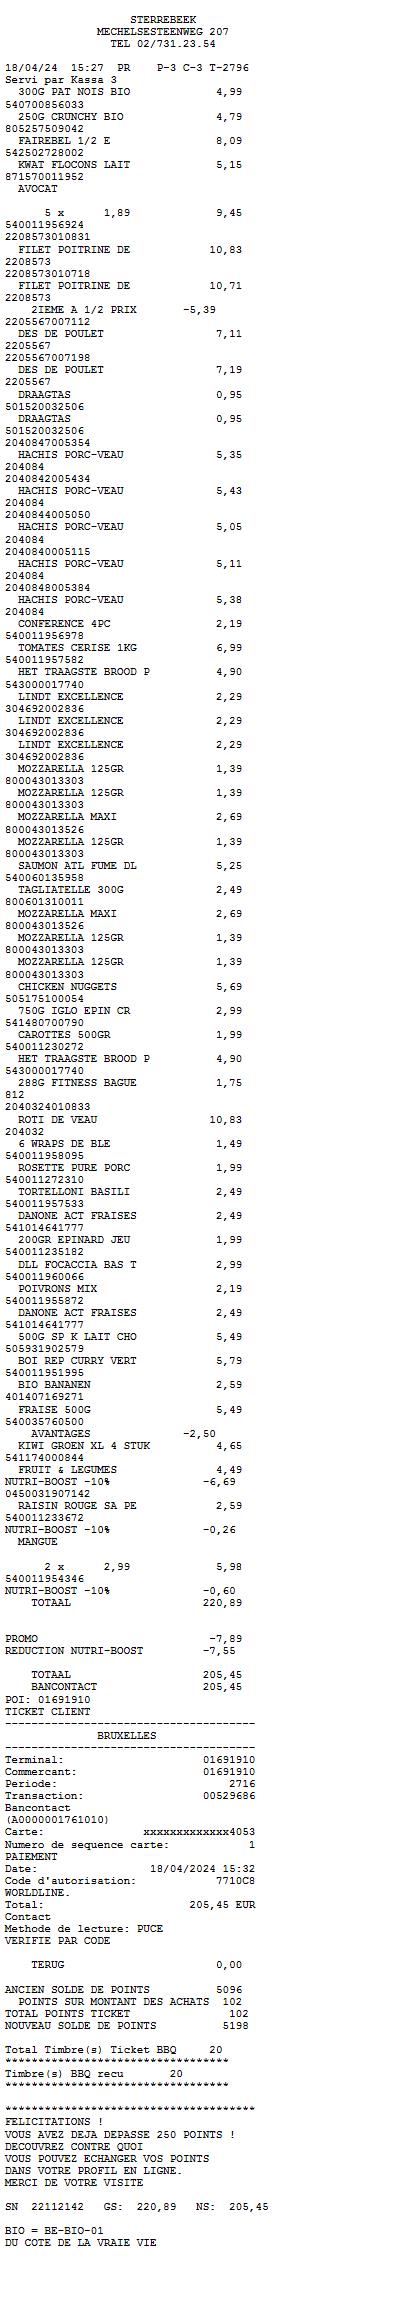 STERREBEEK
MECHELSESTEENWEG 207
TEL 02/731.23.54
18/04/24 15:27 PR P-3 C-3 T-2796
Servi par Kassa 3
300G PAT NOIS BIO 4,99
540700856033
250G CRUNCHY BIO 4,79
805257509042
FAIREBEL 1/2 E 8,09
542502728002
KWAT FLOCONS LAIT 5,15
871570011952
AVOCAT
5 x 1,89 9,45
540011956924
2208573010831
FILET POITRINE DE 10,83
2208573
2208573010718
FILET POITRINE DE 10,71
2208573
2IEME A 1/2 PRIX -5,39
2205567007112
DES DE POULET 7,11
2205567
2205567007198
DES DE POULET 7,19
2205567
DRAAGTAS 0,95
501520032506
DRAAGTAS 0,95
501520032506
2040847005354
HACHIS PORC-VEAU 5,35
204084
2040842005434
HACHIS PORC-VEAU 5,43
204084
2040844005050
HACHIS PORC-VEAU 5,05
204084
2040840005115
HACHIS PORC-VEAU 5,11
204084
2040848005384
HACHIS PORC-VEAU 5,38
204084
CONFERENCE 4PC 2,19
540011956978
TOMATES CERISE 1KG 6,99
540011957582
HET TRAAGSTE BROOD P 4,90
543000017740
LINDT EXCELLENCE 2,29
304692002836
LINDT EXCELLENCE 2,29
304692002836
LINDT EXCELLENCE 2,29
304692002836
MOZZARELLA 125GR 1,39
800043013303
MOZZARELLA 125GR 1,39
800043013303
MOZZARELLA MAXI 2,69
800043013526
MOZZARELLA 125GR 1,39
800043013303
SAUMON ATL FUME DL 5,25
540060135958
TAGLIATELLE 300G 2,49
800601310011
MOZZARELLA MAXI 2,69
800043013526
MOZZARELLA 125GR 1,39
800043013303
MOZZARELLA 125GR 1,39
800043013303
CHICKEN NUGGETS 5,69
505175100054
750G IGLO EPIN CR 2,99
541480700790
CAROTTES 500GR 1,99
540011230272
HET TRAAGSTE BROOD P 4,90
543000017740
288G FITNESS BAGUE 1,75
812
2040324010833
ROTI DE VEAU 10,83
204032
6 WRAPS DE BLE 1,49
540011958095
ROSETTE PURE PORC 1,99
540011272310
TORTELLONI BASILI 2,49
540011957533
DANONE ACT FRAISES 2,49
541014641777
200GR EPINARD JEU 1,99
540011235182
DLL FOCACCIA BAS T 2,99
540011960066
POIVRONS MIX 2,19
540011955872
DANONE ACT FRAISES 2,49
541014641777
500G SP K LAIT CHO 5,49
505931902579
BOI REP CURRY VERT 5,79
540011951995
BIO BANANEN 2,59
401407169271
FRAISE 500G 5,49
540035760500
AVANTAGES -2,50
KIWI GROEN XL 4 STUK 4,65
541174000844
FRUIT & LEGUMES 4,49
NUTRI-BOOST -10% -6,69
0450031907142
RAISIN ROUGE SA PE 2,59
540011233672
NUTRI-BOOST -10% -0,26
MANGUE
2 x 2,99 5,98
540011954346
NUTRI-BOOST -10% -0,60
TOTAAL 220,89
PROMO -7,89
REDUCTION NUTRI-BOOST -7,55
TOTAAL 205,45
BANCONTACT 205,45
POI: 01691910
TICKET CLIENT
--------------------------------------
BRUXELLES
--------------------------------------
Terminal: 01691910
Commercant: 01691910
Periode: 2716
Transaction: 00529686
Bancontact
(A0000001761010)
Carte: xxxxxxxxxxxxx4053
Numero de sequence carte: 1
PAIEMENT
Date: 18/04/2024 15:32
Code d'autorisation: 7710C8
WORLDLINE.
Total: 205,45 EUR
Contact
Methode de lecture: PUCE
VERIFIE PAR CODE
TERUG 0,00
ANCIEN SOLDE DE POINTS 5096
POINTS SUR MONTANT DES ACHATS 102
TOTAL POINTS TICKET 102
NOUVEAU SOLDE DE POINTS 5198
Total Timbre(s) Ticket BBQ 20
**********************************
Timbre(s) BBQ recu 20
**********************************
**************************************
FELICITATIONS !
VOUS AVEZ DEJA DEPASSE 250 POINTS !
DECOUVREZ CONTRE QUOI
VOUS POUVEZ ECHANGER VOS POINTS
DANS VOTRE PROFIL EN LIGNE.
MERCI DE VOTRE VISITE
SN 22112142 GS: 220,89 NS: 205,45
BIO = BE-BIO-01
DU COTE DE LA VRAIE VIE